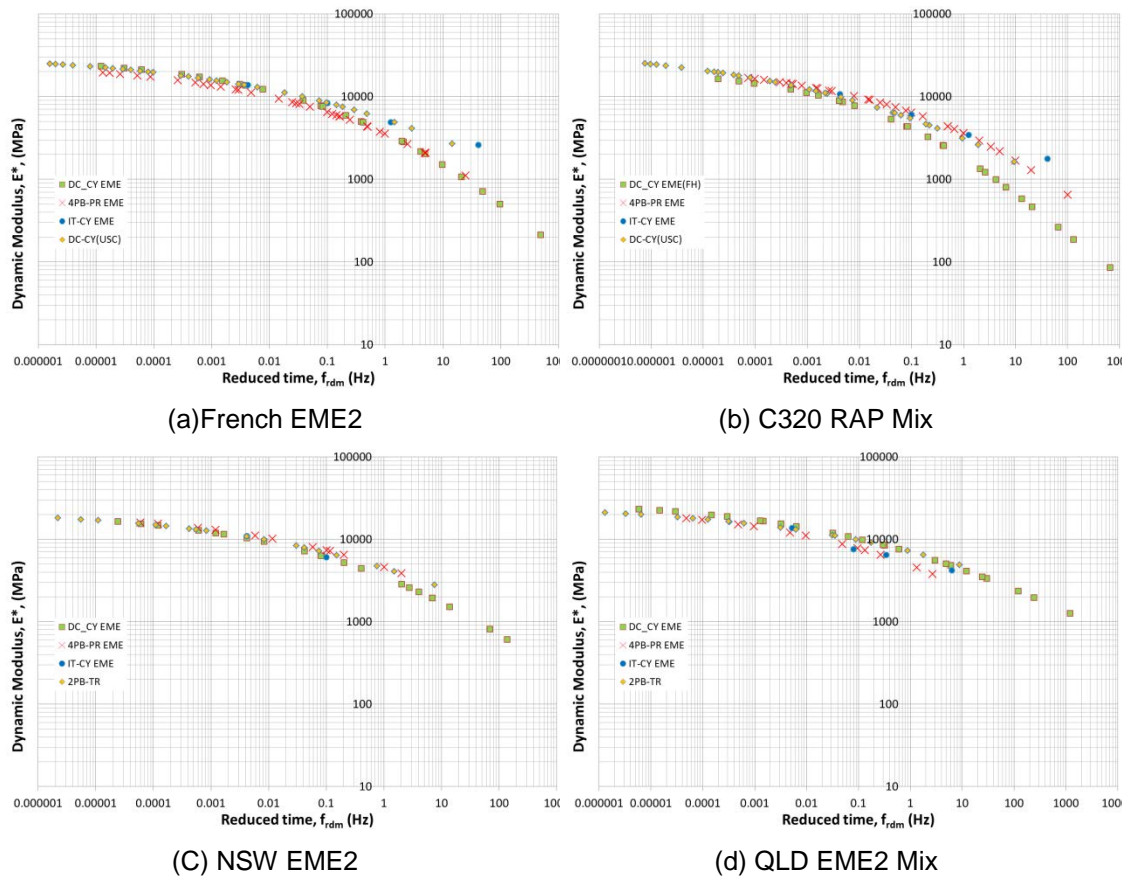 100000
10000
1000
100
10
Dynamic Modulus, E*, (MPa)
DC_CY EME
4PB-PR EME
IT-CY EME
DC-CY(USC)
0.000001 0.00001 0.0001 0.001 0.01 0.1 1 10 100
Reduced time, frdm (Hz)
(a)French EME2
100000
10000
1000
100
10
Dynamic Modulus, E*, (MPa)
DC_CY EME(FH)
4PB-PR EME
IT-CY EME
DC-CY(USC)
0.00000010 0.000001 0.00001 0.0001 0.001 0.01 0.1 1 10 100 1000
Reduced time, frdm (Hz)
(b) C320 RAP Mix
100000
10000
1000
100
10
Dynamic Modulus, E*, (MPa)
DC_CY EME
4PB-PR EME
IT-CY EME
2PB-TR
0.000001 0.00001 0.0001 0.001 0.01 0.1 1 10 100
Reduced time, frdm (Hz)
(C) NSW EME2
100000
10000
1000
100
10
Dynamic Modulus, E*, (MPa)
DC_CY EME
4PB-PR EME
IT-CY EME
2PB-TR
0.000001 0.00001 0.0001 0.001 0.01 0.1 1 10 100 1000
Reduced time, frdm (Hz)
(d) QLD EME2 Mix